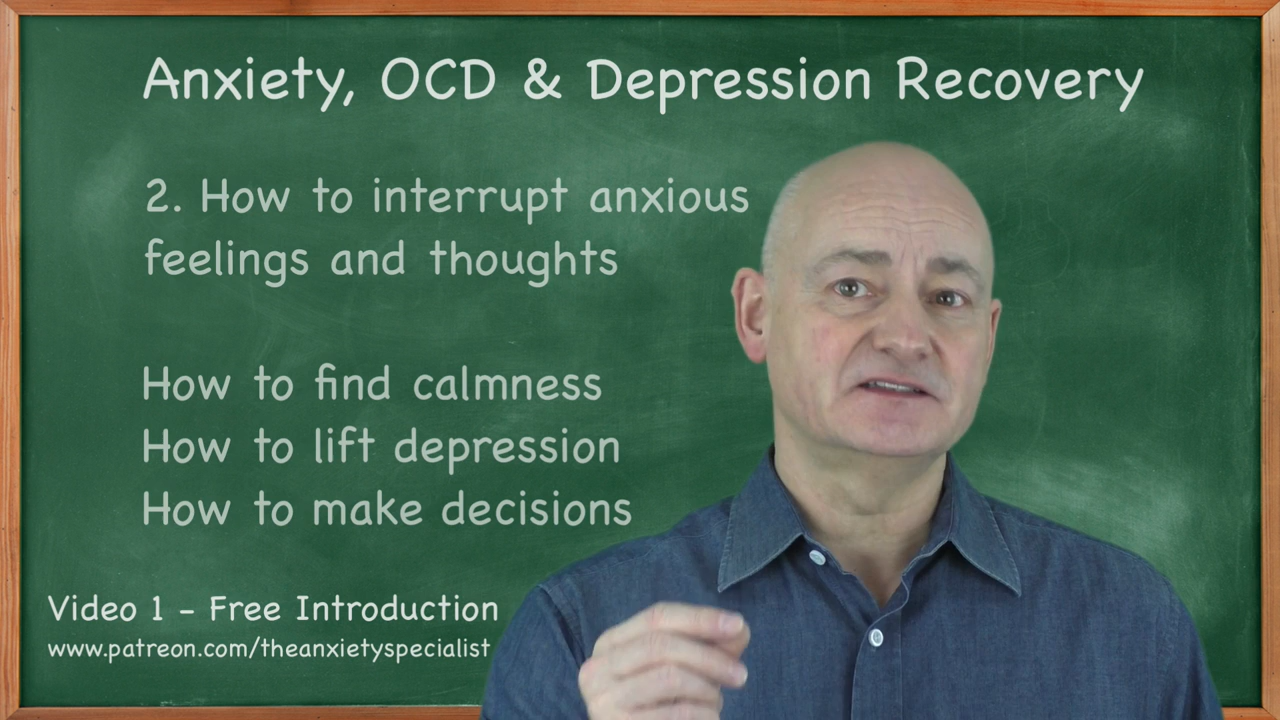 Anxiety, OCD & Depression Recovery
2. How to interrupt anxious
feelings and thoughts
How to find calmness
How to lift depression
How to make decisions
Video 1 - Free Introduction
www.patreon.com/theanxietyspecialist